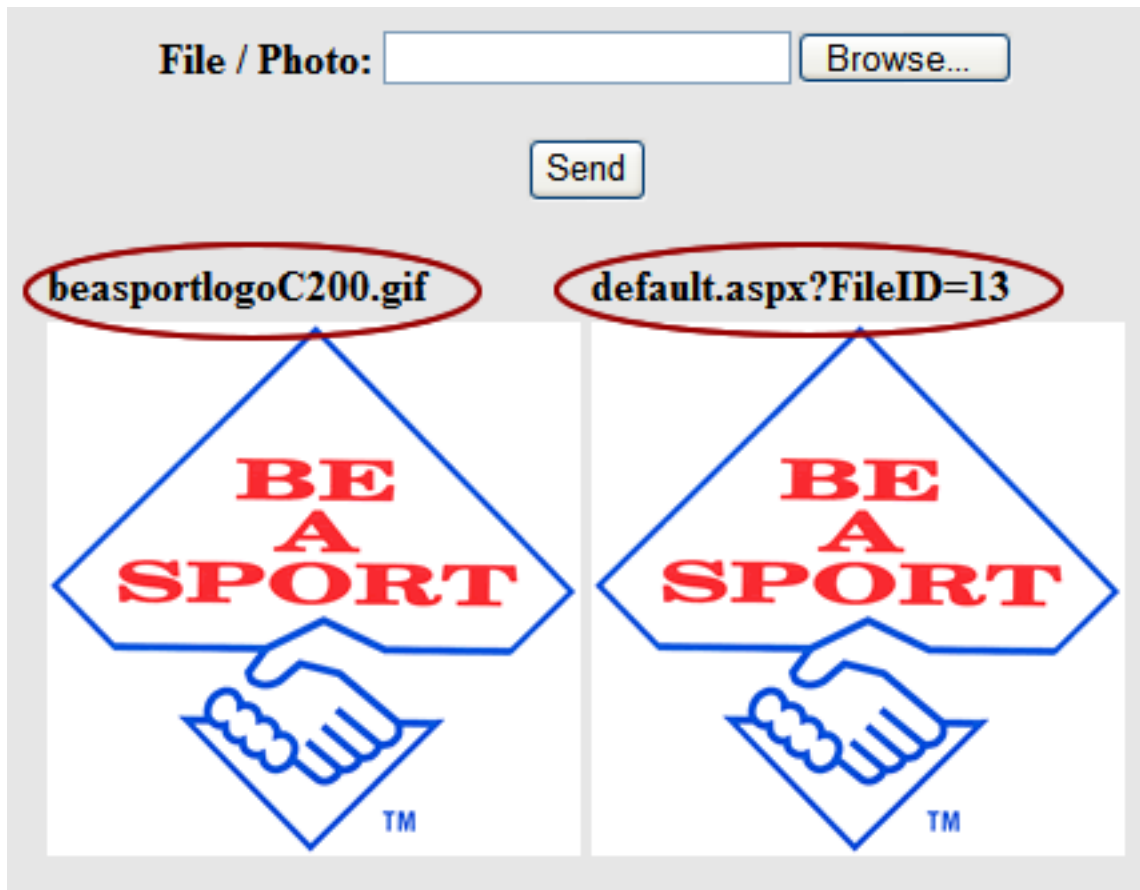 File / Photo: Browse...
Send
beasportlogoC200.gif default.aspx?FileID=13
BE
A
SPORT
TM
BE
A
SPORT
TM